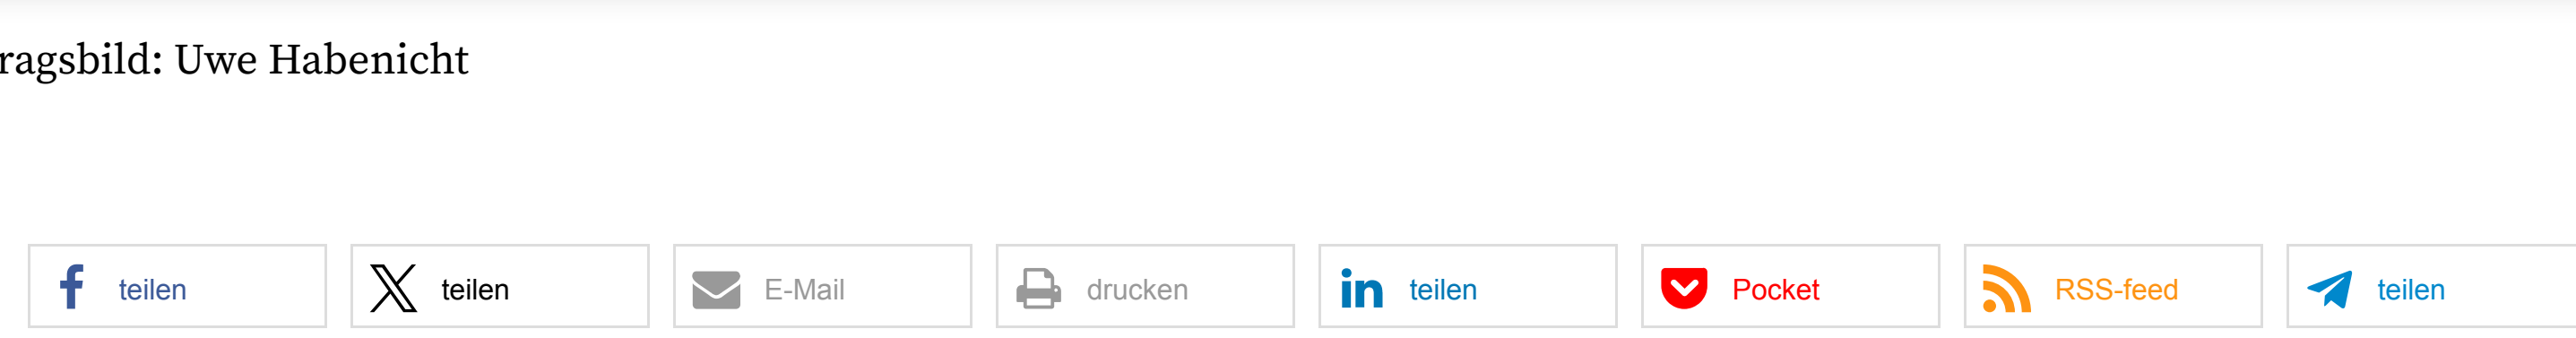 ragsbild: Uwe Habenicht
teilen teilen E-Mail drucken teilen Pocket RSS-feed teilen